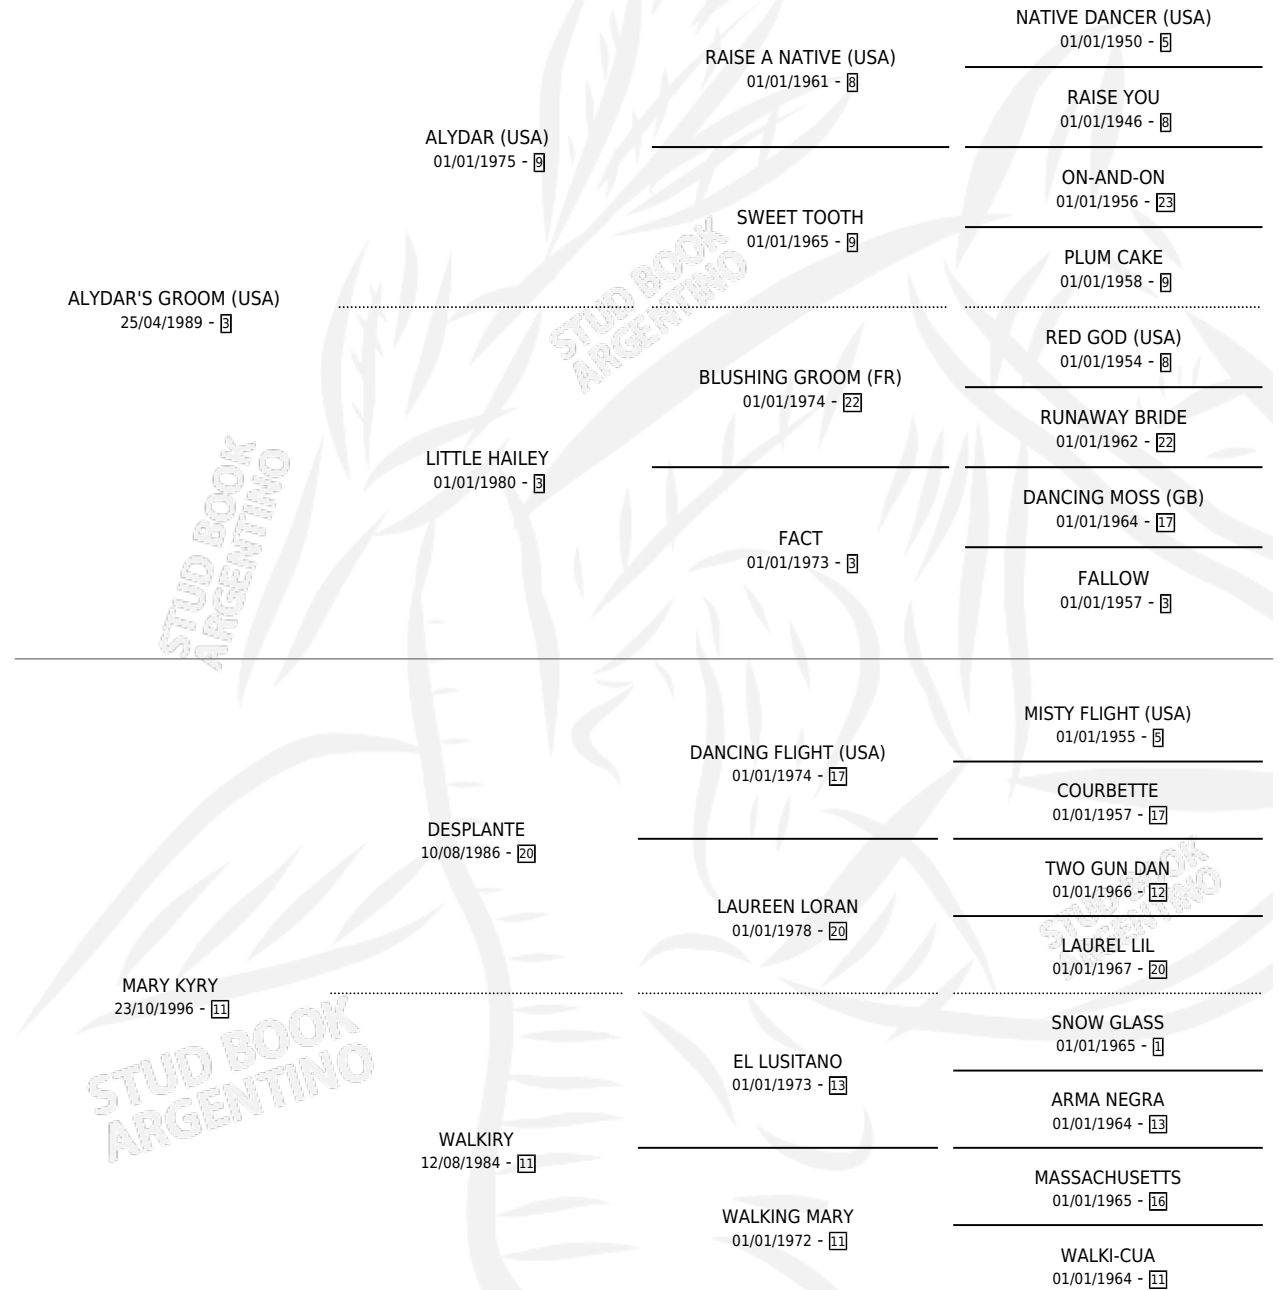 NATIVE DANCER (USA)
01/01/1950 - 5
RAISE A NATIVE (USA)
01/01/1961 - 8
RAISE YOU
01/01/1946 - 8
ALYDAR (USA)
01/01/1975 - 9
ON-AND-ON
01/01/1956 - 23
SWEET TOOTH
01/01/1965 - 9
PLUM CAKE
01/01/1958 - 9
ALYDAR'S GROOM (USA)
25/04/1989 - 3
RED GOD (USA)
01/01/1954 - 8
BLUSHING GROOM (FR)
01/01/1974 - 22
RUNAWAY BRIDE
01/01/1962 - 22
LITTLE HAILEY
01/01/1980 - 3
DANCING MOSS (GB)
01/01/1964 - 17
FACT
01/01/1973 - 3
FALLOW
01/01/1957 - 3
MISTY FLIGHT (USA)
01/01/1955 - 5
DANCING FLIGHT (USA)
01/01/1974 - 17
COURBETTE
01/01/1957 - 17
DESPLANTE
10/08/1986 - 20
TWO GUN DAN
01/01/1966 - 12
LAUREEN LORAN
01/01/1978 - 20
LAUREL LIL
01/01/1967 - 20
MARY KYRY
23/10/1996 - 11
SNOW GLASS
01/01/1965 - 1
EL LUSITANO
01/01/1973 - 13
ARMA NEGRA
01/01/1964 - 13
WALKIRY
12/08/1984 - 11
MASSACHUSETTS
01/01/1965 - 16
WALKING MARY
01/01/1972 - 11
WALKI-CUA
01/01/1964 - 11
STUD BOOK
ARGENTINO
STUD BOOK
ARGENTINO
STUD BOOK
ARGENTINO
STUD BOOK
ARGENTINO